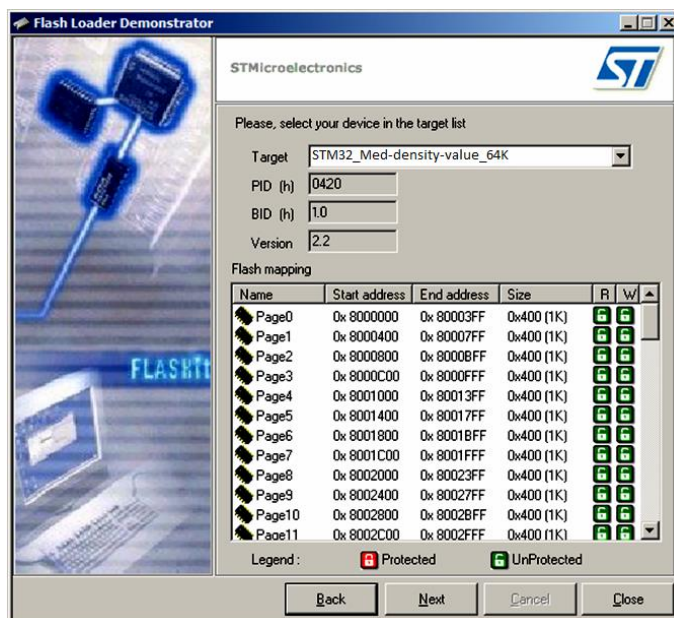 Flash Loader Demonstrator
STMicroelectronics
ST
Please, select your device in the target list
Target STM32_Med-density-value_64K
PID (h) 0420
BID (h) 1.0
Version 2.2
Flash mapping
Name Start address End address Size R W
Page0 0x 8000000 0x 80003FF 0x400 (1K)
Page1 0x 8000400 0x 80007FF 0x400 (1K)
Page2 0x 8000800 0x 8000BFF 0x400 (1K)
Page3 0x 8000C00 0x 8000FFF 0x400 (1K)
Page4 0x 8001000 0x 80013FF 0x400 (1K)
Page5 0x 8001400 0x 80017FF 0x400 (1K)
Page6 0x 8001800 0x 8001BFF 0x400 (1K)
Page7 0x 8001C00 0x 8001FFF 0x400 (1K)
Page8 0x 8002000 0x 80023FF 0x400 (1K)
Page9 0x 8002400 0x 80027FF 0x400 (1K)
Page10 0x 8002800 0x 8002BFF 0x400 (1K)
Page11 0x 8002C00 0x 8002FFF 0x400 (1K)
Legend : Protected UnProtected
Back Next Cancel Close